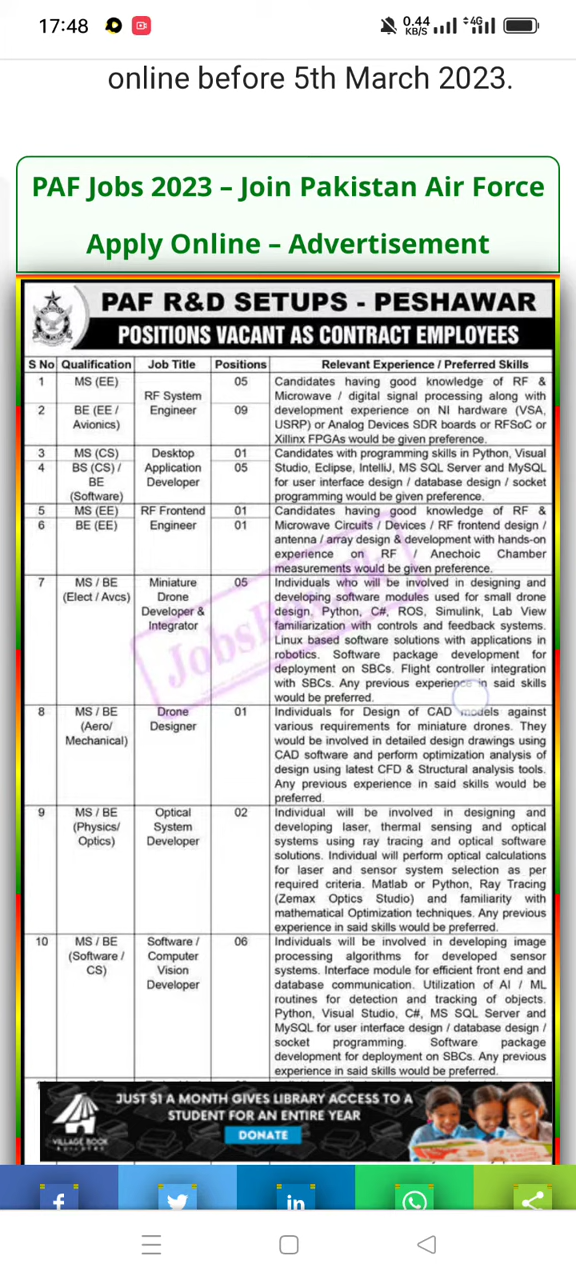 17:48
0.44
KB/S
4G
online before 5th March 2023.
PAF Jobs 2023 – Join Pakistan Air Force
Apply Online – Advertisement
PAF R&D SETUPS - PESHAWAR
POSITIONS VACANT AS CONTRACT EMPLOYEES
S No Qualification Job Title Positions Relevant Experience / Preferred Skills
1 MS (EE) RF System Engineer 05
2 BE (EE / Avionics) 09
Candidates having good knowledge of RF &
Microwave / digital signal processing along with
development experience on NI hardware (VSA,
USRP) or Analog Devices SDR boards or RFSoC or
Xillinx FPGAs would be given preference.
3 MS (CS) Desktop Application Developer 01
4 BS (CS) / BE (Software) 05
Candidates with programming skills in Python, Visual
Studio, Eclipse, IntelliJ, MS SQL Server and MySQL
for user interface design / database design / socket
programming would be given preference.
5 MS (EE) RF Frontend Engineer 01
6 BE (EE) 01
Candidates having good knowledge of RF &
Microwave Circuits / Devices / RF frontend design /
antenna / array design & development with hands-on
experience on RF / Anechoic Chamber
measurements would be given preference.
7 MS / BE (Elect / Avcs) Miniature Drone Developer & Integrator 05
Individuals who will be involved in designing and
developing software modules used for small drone
design, Python, C#, ROS, Simulink, Lab View
familiarization with controls and feedback systems.
Linux based software solutions with applications in
robotics. Software package development for
deployment on SBCs. Flight controller integration
with SBCs. Any previous experience in said skills
would be preferred.
8 MS / BE (Aero/ Mechanical) Drone Designer 01
Individuals for Design of CAD models against
various requirements for miniature drones. They
would be involved in detailed design drawings using
CAD software and perform optimization analysis of
design using latest CFD & Structural analysis tools.
Any previous experience in said skills would be
preferred.
9 MS / BE (Physics/ Optics) Optical System Developer 02
Individual will be involved in designing and
developing laser, thermal sensing and optical
systems using ray tracing and optical software
solutions. Individual will perform optical calculations
for laser and sensor system selection as per
required criteria. Matlab or Python, Ray Tracing
(Zemax Optics Studio) and familiarity with
mathematical Optimization techniques. Any previous
experience in said skills would be preferred.
10 MS / BE (Software / CS) Software / Computer Vision Developer 06
Individuals will be involved in developing image
processing algorithms for developed sensor
systems. Interface module for efficient front end and
database communication. Utilization of AI / ML
routines for detection and tracking of objects.
Python, Visual Studio, C#, MS SQL Server and
MySQL for user interface design / database design /
socket programming. Software package
development for deployment on SBCs. Any previous
experience in said skills would be preferred.
JUST $1 A MONTH GIVES LIBRARY ACCESS TO A
STUDENT FOR AN ENTIRE YEAR
DONATE
VILLAGE BOOK
BUILDERS